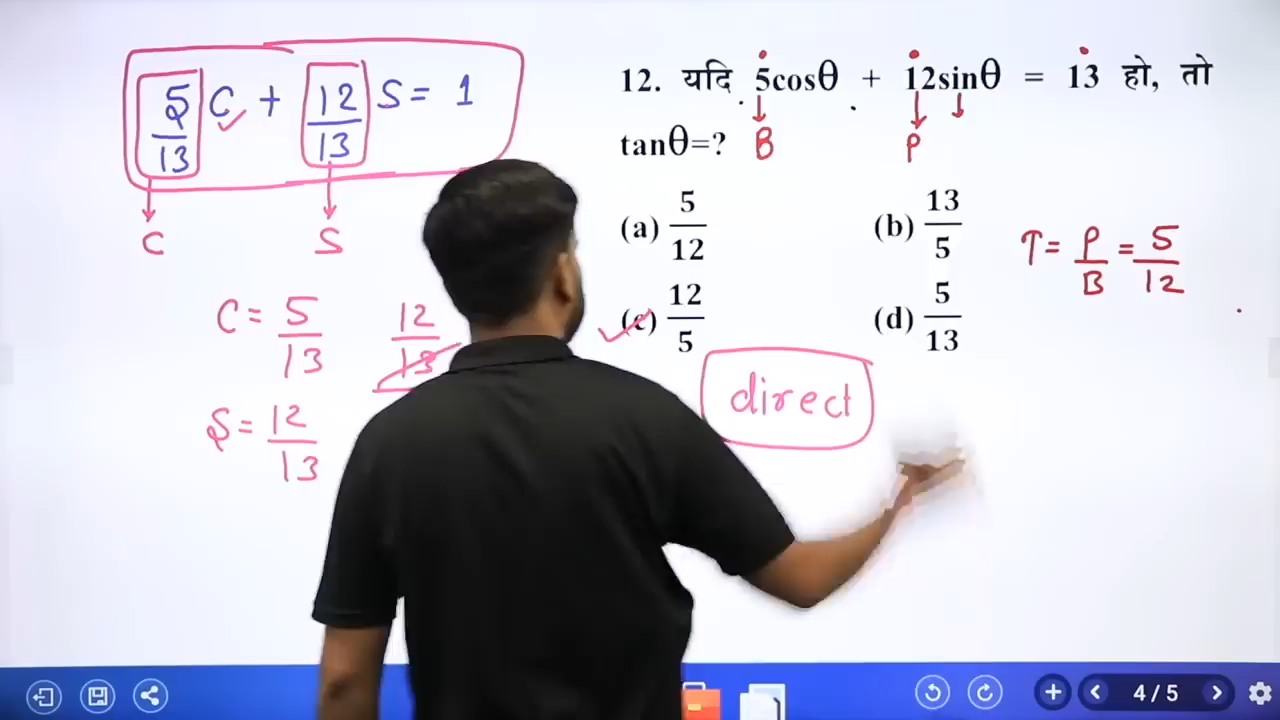 5/13 C + 12/13 S = 1
C
S
C = 5/13
12/13
S = 12/13
12. यदि 5cosθ + 12sinθ = 13 हो, तो
tanθ=?
B
P
(a) 5/12
(b) 13/5
(c) 12/5
(d) 5/13
T = P/B = 5/12
direct
4 / 5